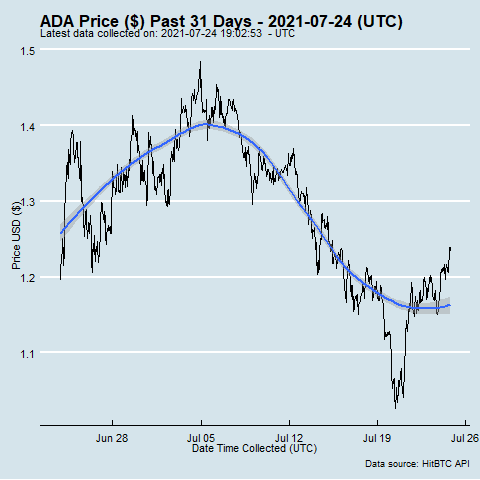 ADA Price ($) Past 31 Days - 2021-07-24 (UTC)
Latest data collected on: 2021-07-24 19:02:53 - UTC
1.5
1.4
1.3
1.2
1.1
Price USD ($)
Jun 28
Jul 05
Jul 12
Jul 19
Jul 26
Date Time Collected (UTC)
Data source: HitBTC API